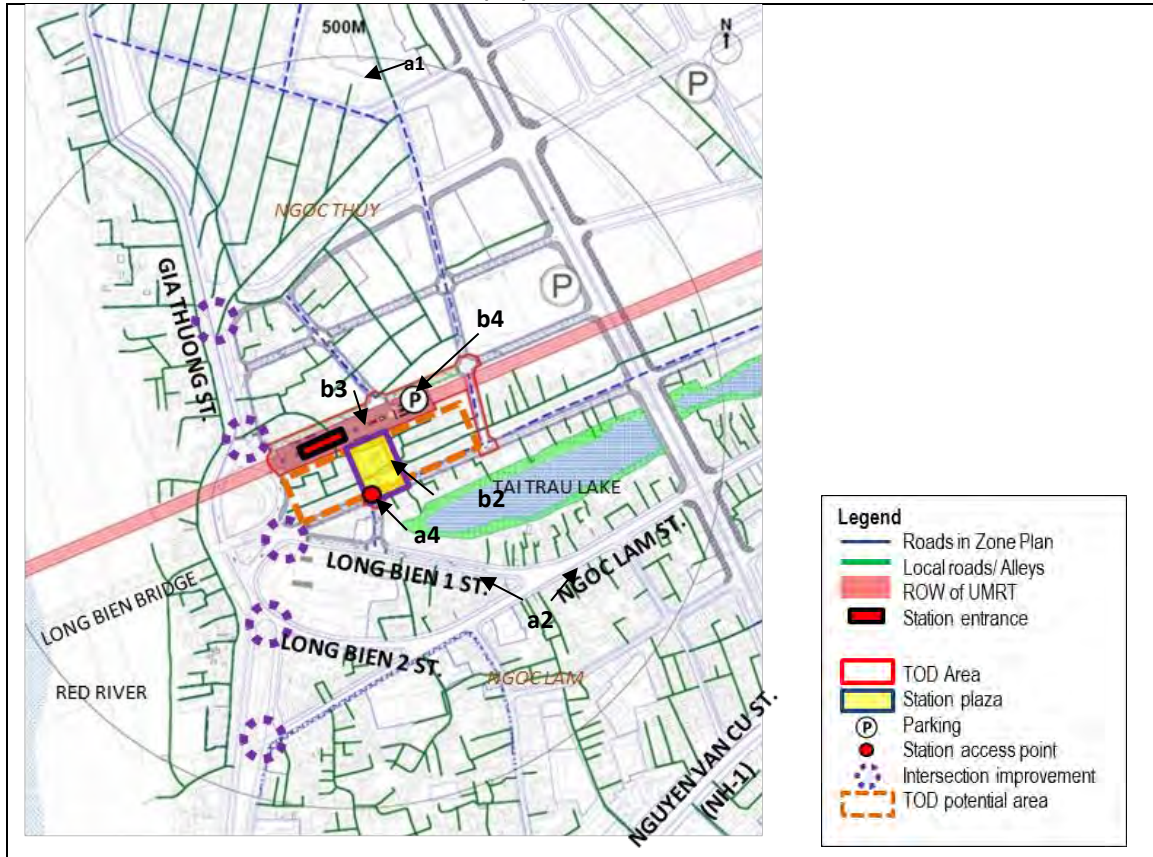 500M
N
a1
P
NGOC THUY
P
GIA THUONG ST.
b4
b3
P
TAI TRAU LAKE
b2
a4
LONG BIEN 1 ST.
NGOC LAM ST.
a2
LONG BIEN BRIDGE
LONG BIEN 2 ST.
RED RIVER
NGOC LAM
NGUYEN VAN CU ST.
(NH-1)
Legend
Roads in Zone Plan
Local roads/ Alleys
ROW of UMRT
Station entrance
TOD Area
Station plaza
P Parking
Station access point
Intersection improvement
TOD potential area